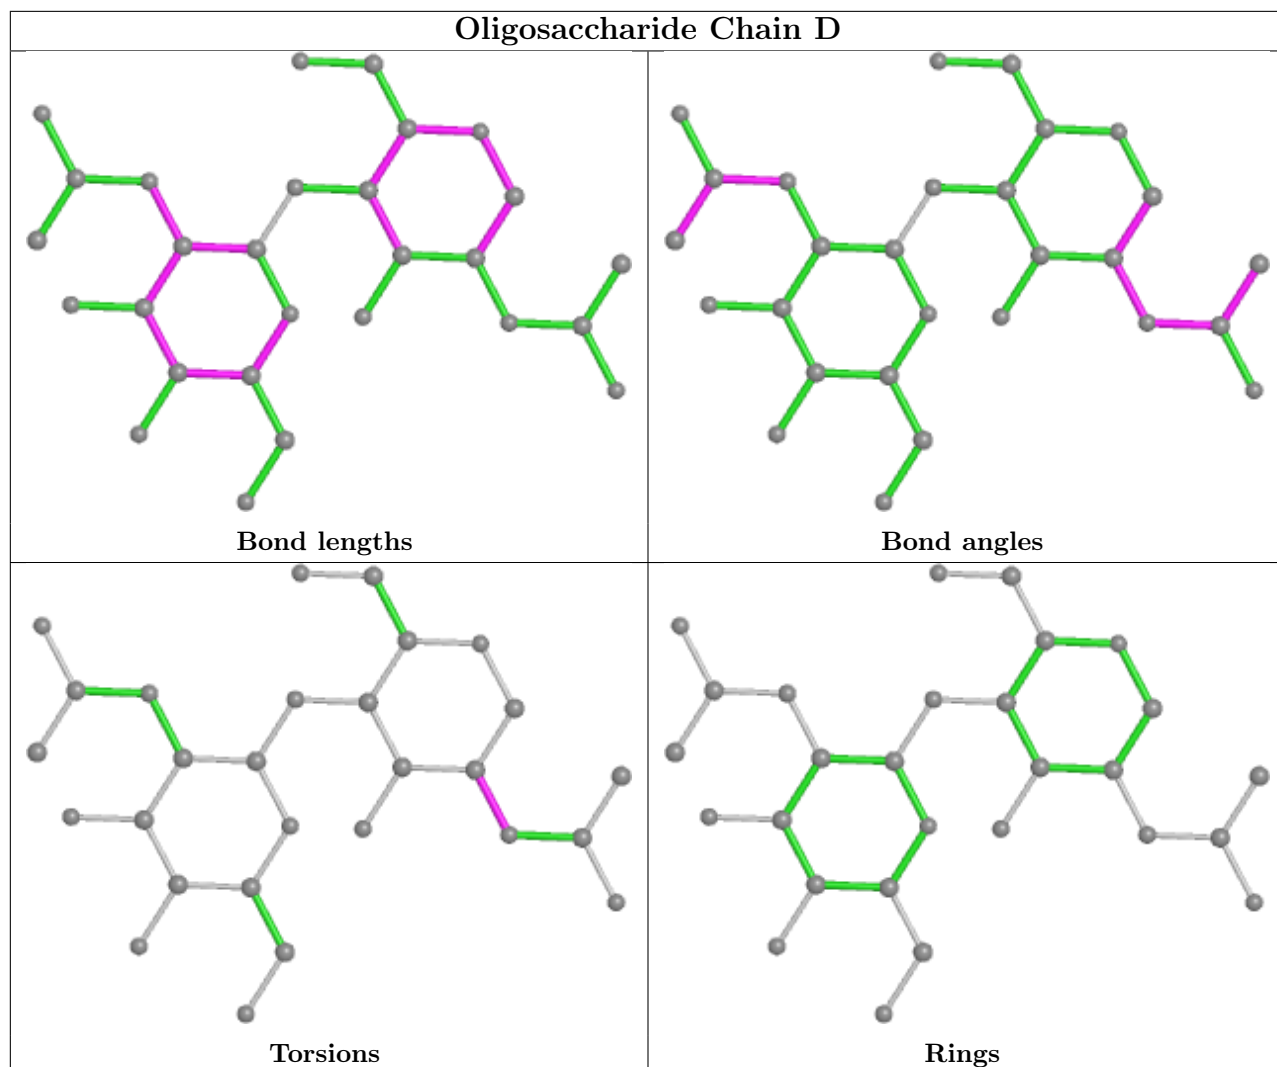 Oligosaccharide Chain D
Bond lengths
Bond angles
Torsions
Rings